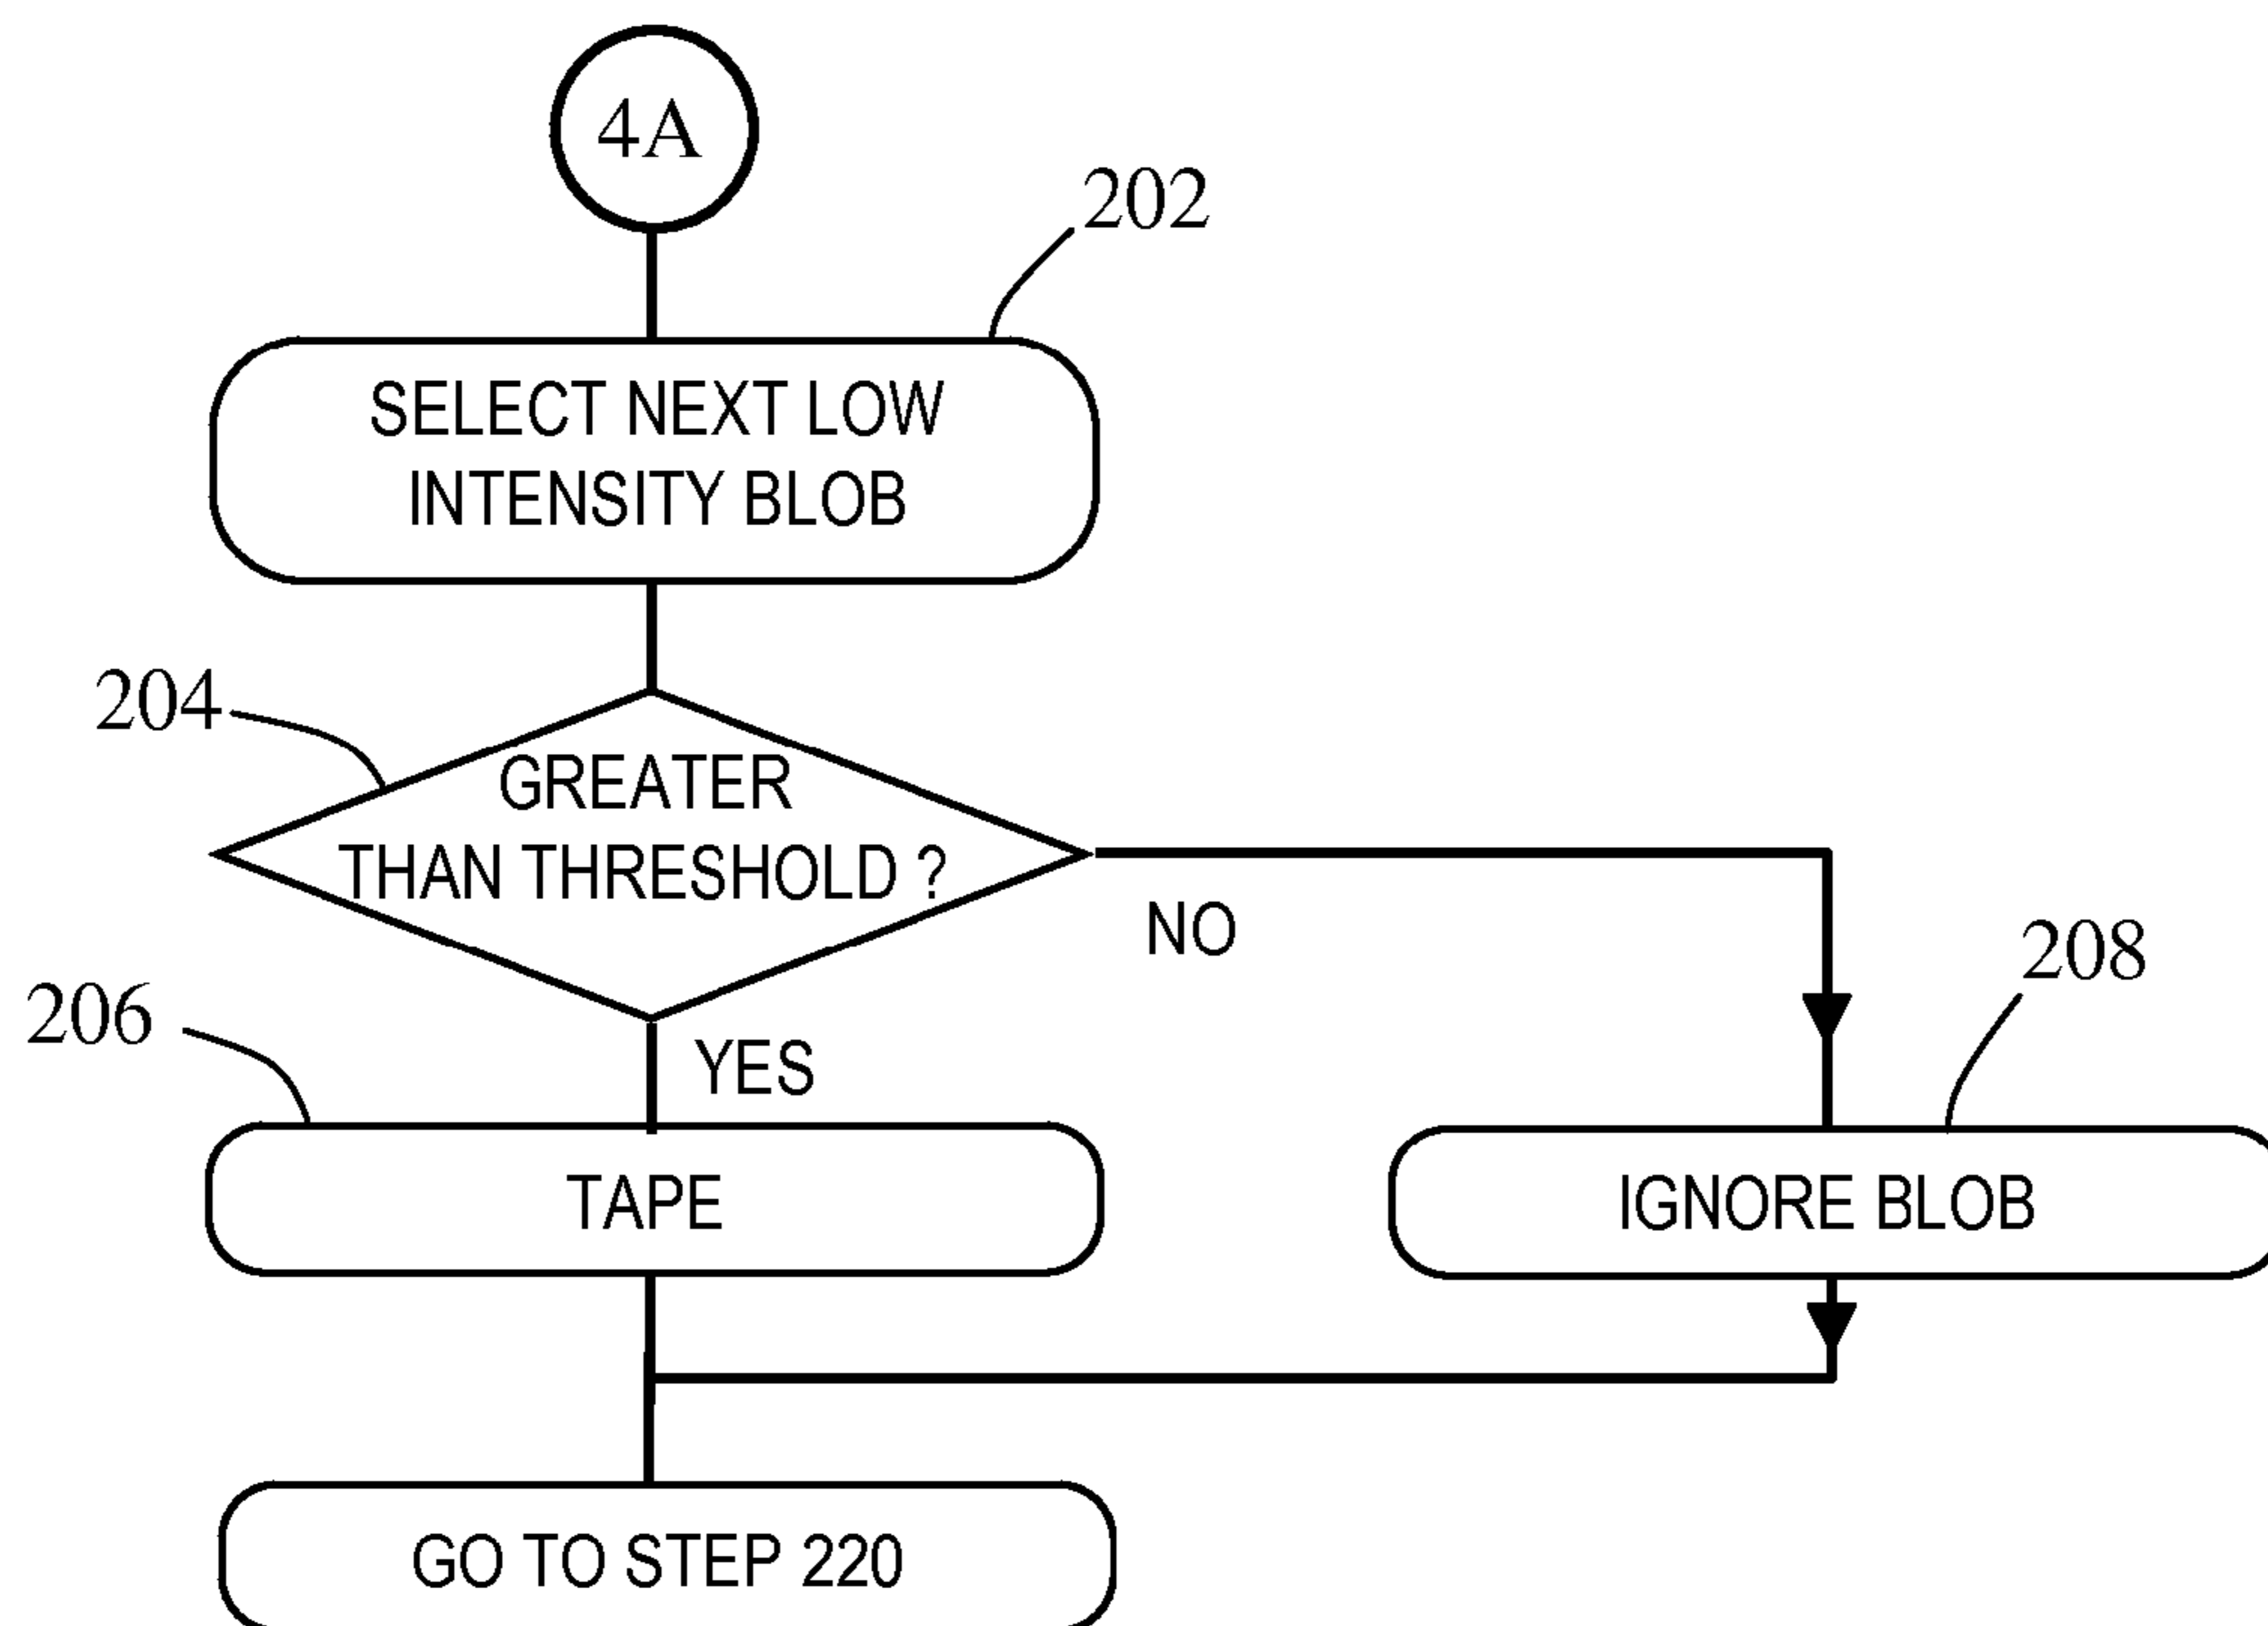 4A
202
SELECT NEXT LOW
INTENSITY BLOB
204
GREATER
THAN THRESHOLD ?
NO
208
206
YES
TAPE
IGNORE BLOB
GO TO STEP 220